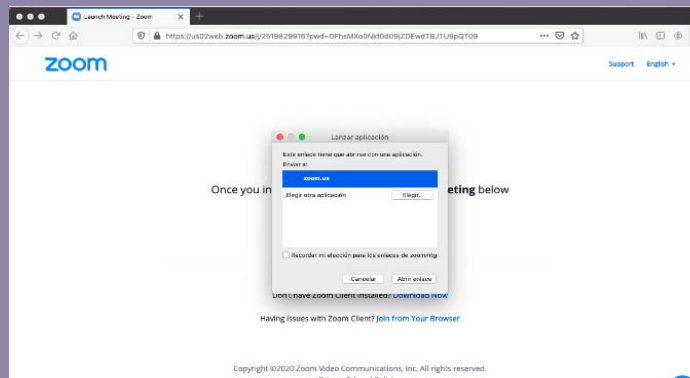 Launch Meeting - Zoom
https://us02web.zoom.us/j/2519829916?pwd=
zoom
Support English
Lanzar aplicación
Este enlace tiene que abrirse con una aplicación.
Enviar a:
zoom.us
Elegir otra aplicación Elegir...
Recordar mi elección para los enlaces de zoommtg.
Cancelar Abrir enlace
Once you in eting below
Don't have Zoom Client installed? Download Now
Having issues with Zoom Client? Join from Your Browser
Copyright ©2020 Zoom Video Communications, Inc. All rights reserved.